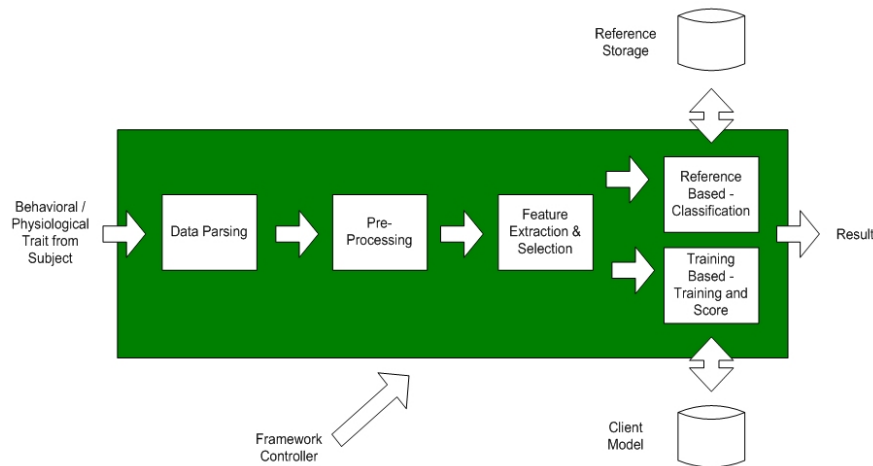 Reference
Storage
Behavioral /
Physiological
Trait from
Subject
Data Parsing
Pre-
Processing
Feature
Extraction &
Selection
Reference
Based -
Classification
Training
Based -
Training and
Score
Result
Framework
Controller
Client
Model